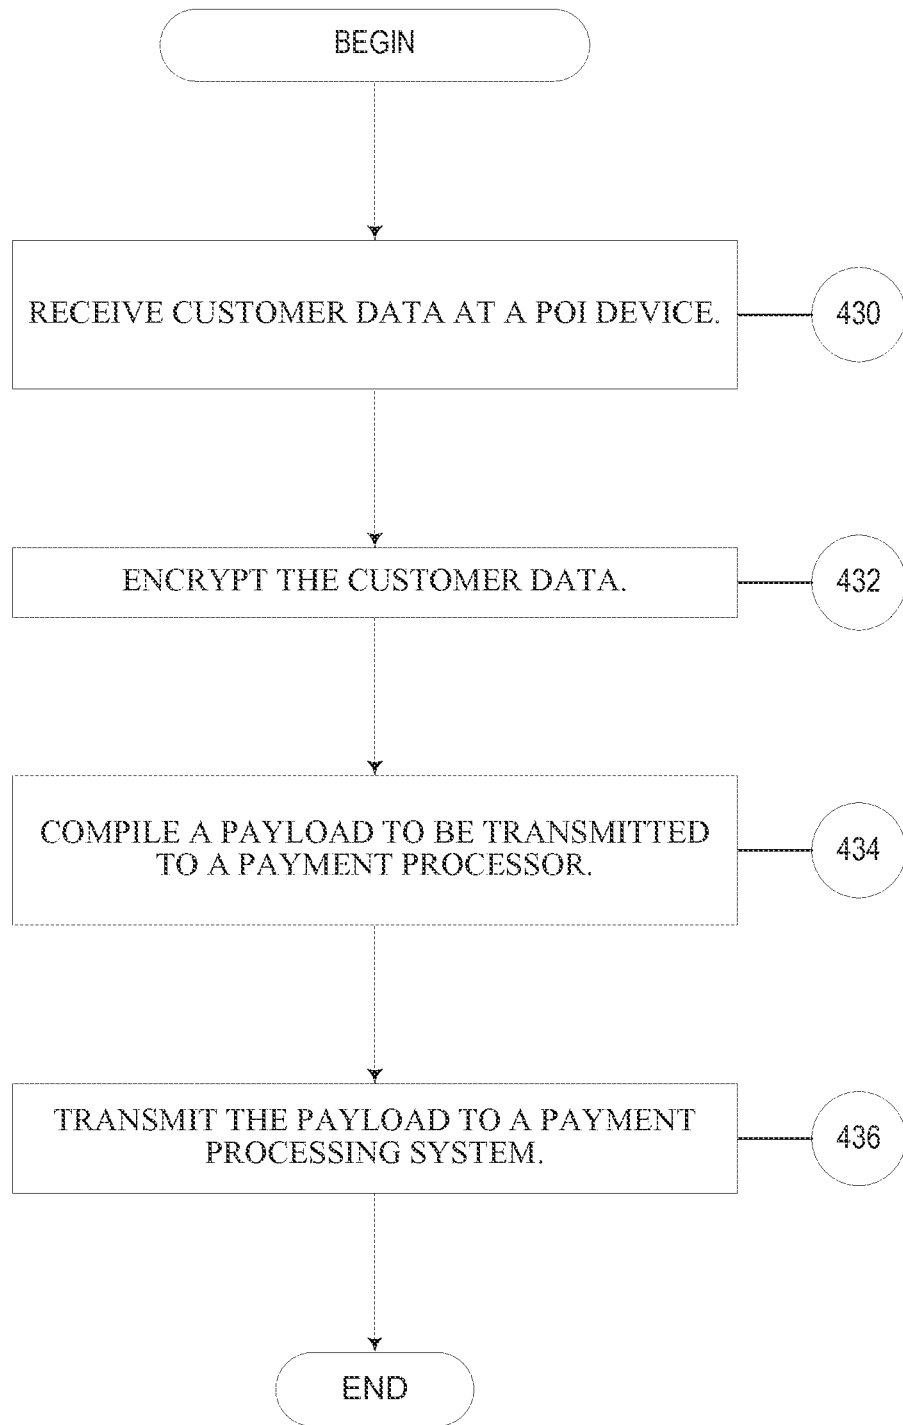 BEGIN
RECEIVE CUSTOMER DATA AT A POI DEVICE.
430
ENCRYPT THE CUSTOMER DATA.
432
COMPILE A PAYLOAD TO BE TRANSMITTED
TO A PAYMENT PROCESSOR.
434
TRANSMIT THE PAYLOAD TO A PAYMENT
PROCESSING SYSTEM.
436
END